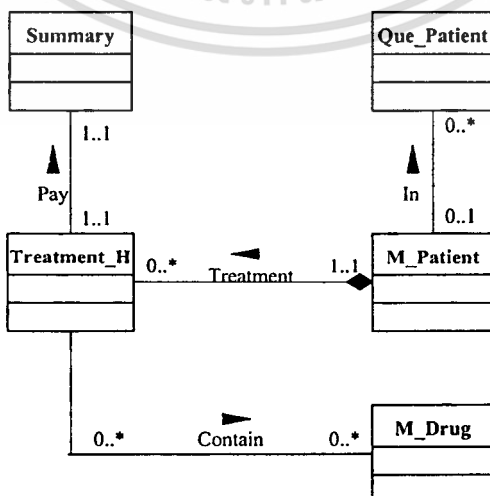 Summary
Que_Patient
1..1
0..*
Pay
In
1..1
0..1
Treatment_H
M_Patient
0..*
Treatment
1..1
M_Drug
0..*
Contain
0..*